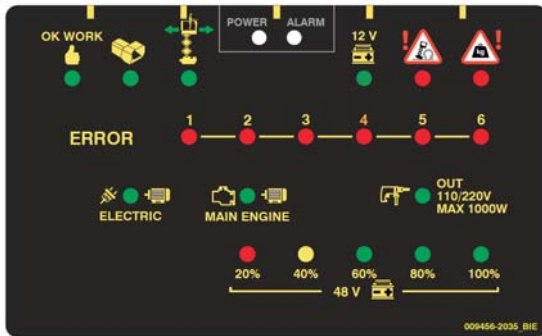 POWER ALARM
OK WORK
12 V
1 2 3 4 5 6
ERROR
ELECTRIC
MAIN ENGINE
OUT
110/220V
MAX 1000W
20% 40% 60% 80% 100%
48 V
009456-2035_BIE